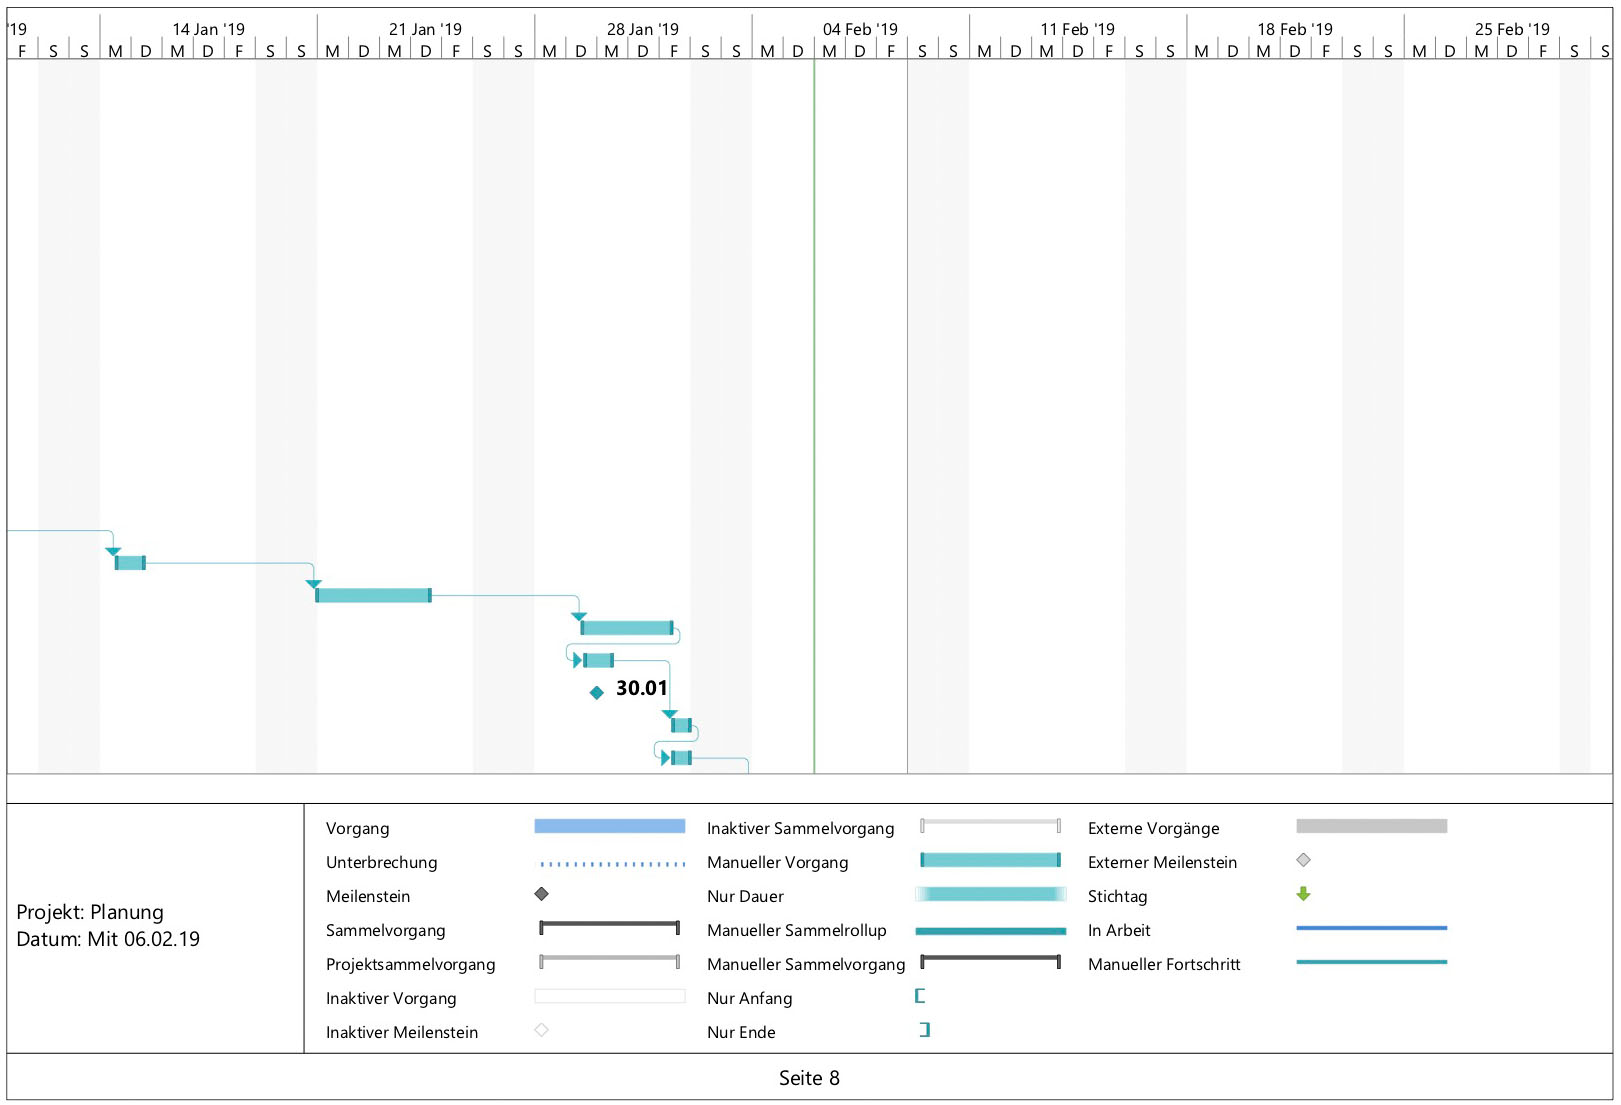 '19 14 Jan '19 21 Jan '19 28 Jan '19 04 Feb '19 11 Feb '19 18 Feb '19 25 Feb '19
F S S M D M D F S S M D M D F S S M D M D F S S M D M D F S S M D M D F S S M D M D F S S M D M D F S S
30.01
Projekt: Planung
Datum: Mit 06.02.19
Vorgang
Unterbrechung
Meilenstein
Sammelvorgang
Projektsammelvorgang
Inaktiver Vorgang
Inaktiver Meilenstein
Inaktiver Sammelvorgang
Manueller Vorgang
Nur Dauer
Manueller Sammelrollup
Manueller Sammelvorgang
Nur Anfang
Nur Ende
Externe Vorgänge
Externer Meilenstein
Stichtag
In Arbeit
Manueller Fortschritt
Seite 8